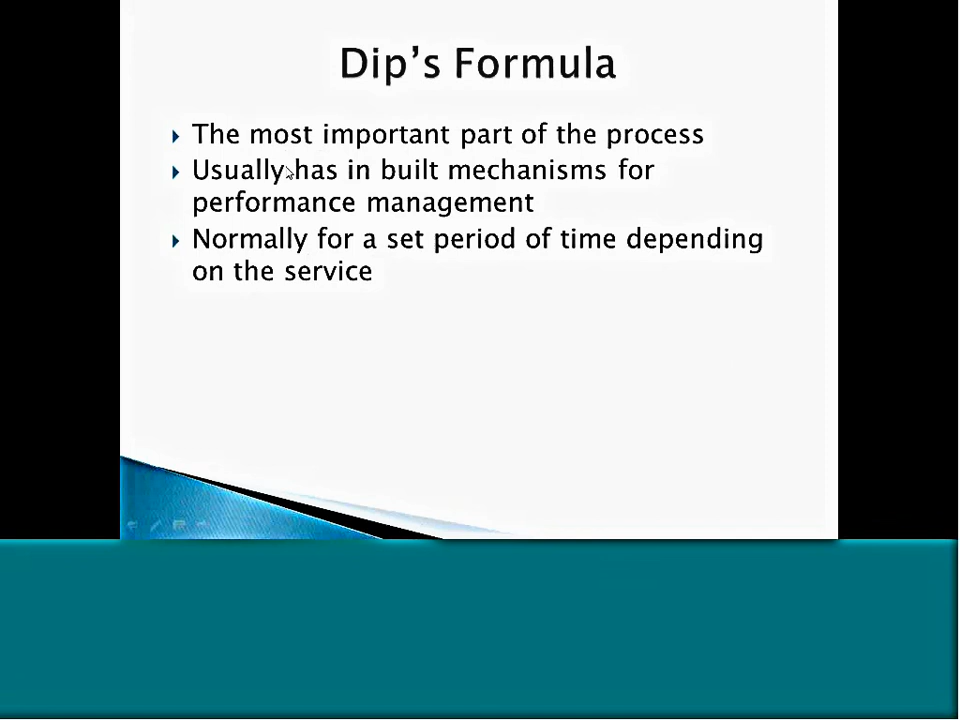 Dip’s Formula
The most important part of the process
Usually has in built mechanisms for
performance management
Normally for a set period of time depending
on the service